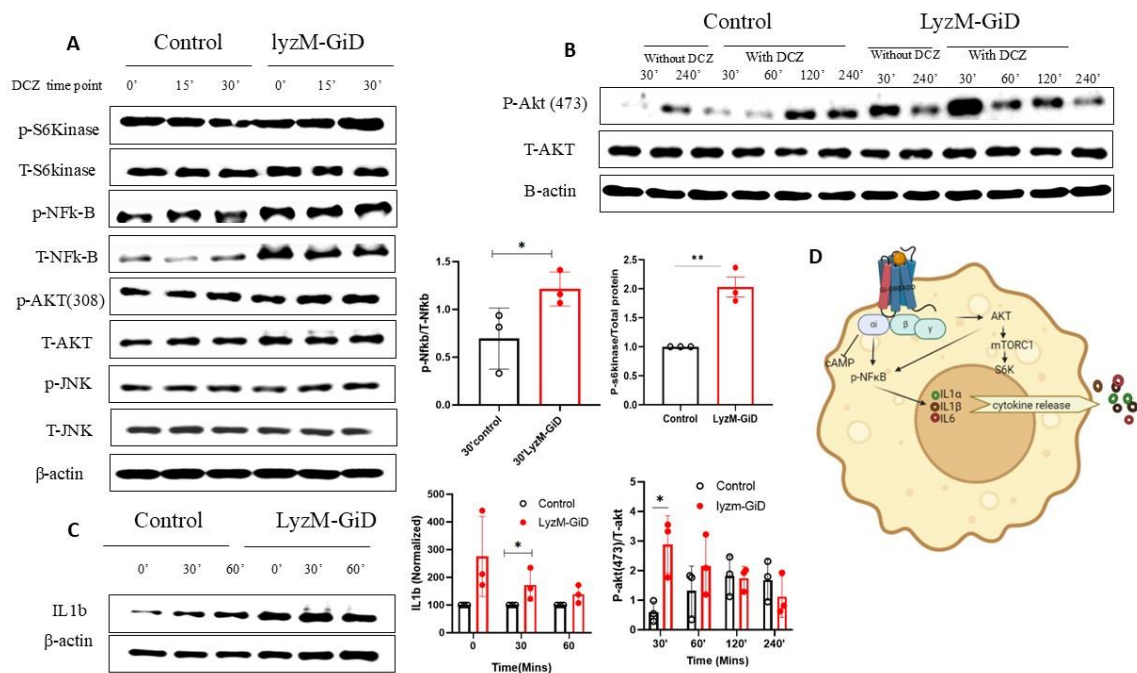 A
Control
lyzM-GiD
DCZ time point
0' 15' 30' 0' 15' 30'
p-S6Kinase
T-S6kinase
p-NFk-B
T-NFk-B
p-AKT(308)
T-AKT
p-JNK
T-JNK
β-actin
B
Control
LyzM-GiD
Without DCZ With DCZ Without DCZ With DCZ
30' 240' 30' 60' 120' 240' 30' 240' 30' 60' 120' 240'
P-Akt (473)
T-AKT
B-actin
p-Nfkb/T-Nfkb
1.5
1.0
0.5
0.0
*
30'control
30'LyzM-GiD
P-s6kinase/Total protein
2.5
2.0
1.5
1.0
0.5
0.0
**
Control
LyzM-GiD
D
αi
β
γ
AKT
mTORC1
S6K
cAMP
p-NFκB
IL1α
IL1β
IL6
cytokine release
C
Control
LyzM-GiD
0' 30' 60' 0' 30' 60'
IL1b
β-actin
IL1b (Normalized)
500
400
300
200
100
0
Control
LyzM-GiD
*
0 30 60
Time(Mins)
P-akt(473)/T-akt
5
4
3
2
1
0
Control
lyzm-GiD
*
30' 60' 120' 240'
Time (Mins)